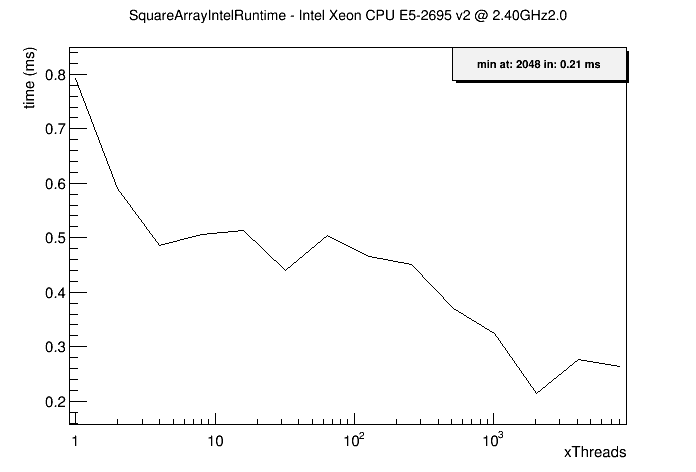 SquareArrayIntelRuntime - Intel Xeon CPU E5-2695 v2 @ 2.40GHz2.0
min at: 2048 in: 0.21 ms
time (ms)
0.8
0.7
0.6
0.5
0.4
0.3
0.2
1 10 10² 10³
xThreads